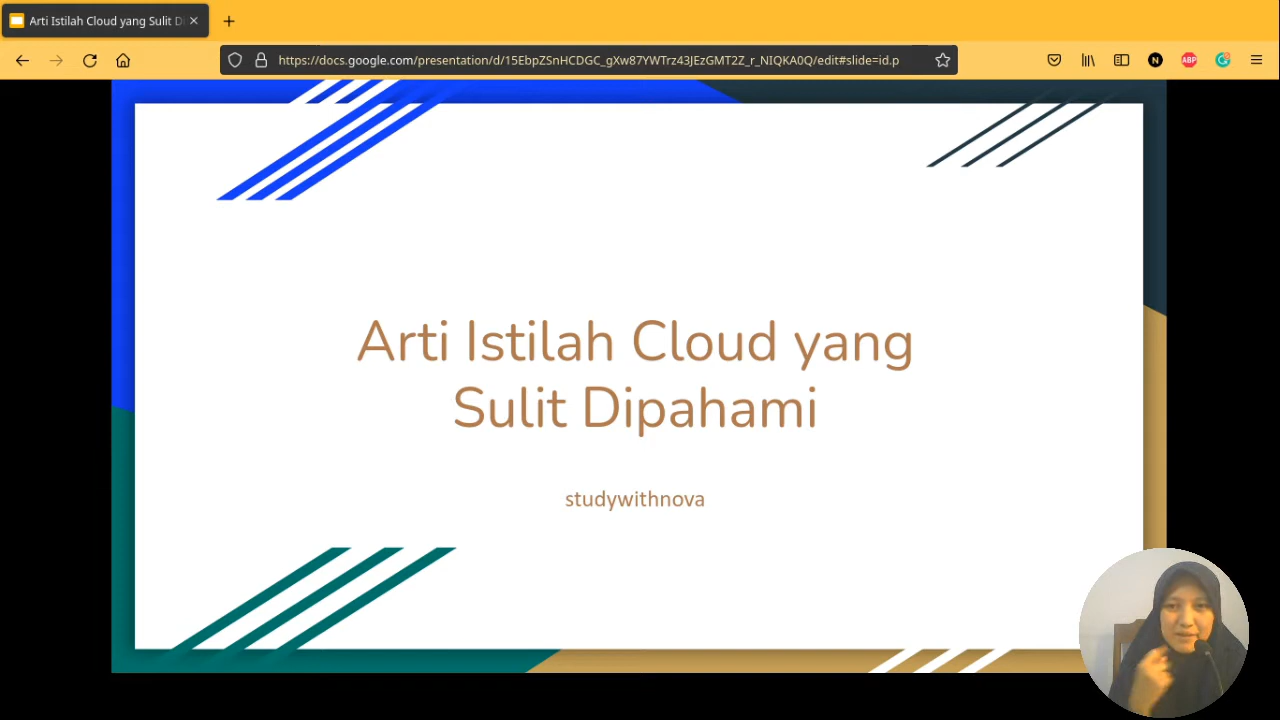 Arti Istilah Cloud yang Sulit D
https://docs.google.com/presentation/d/15EbpZSnHCDGC_gXw87YWTrz43JEzGMT2Z_r_NIQKA0Q/edit#slide=id.p
N
ABP
Arti Istilah Cloud yang
Sulit Dipahami
studywithnova